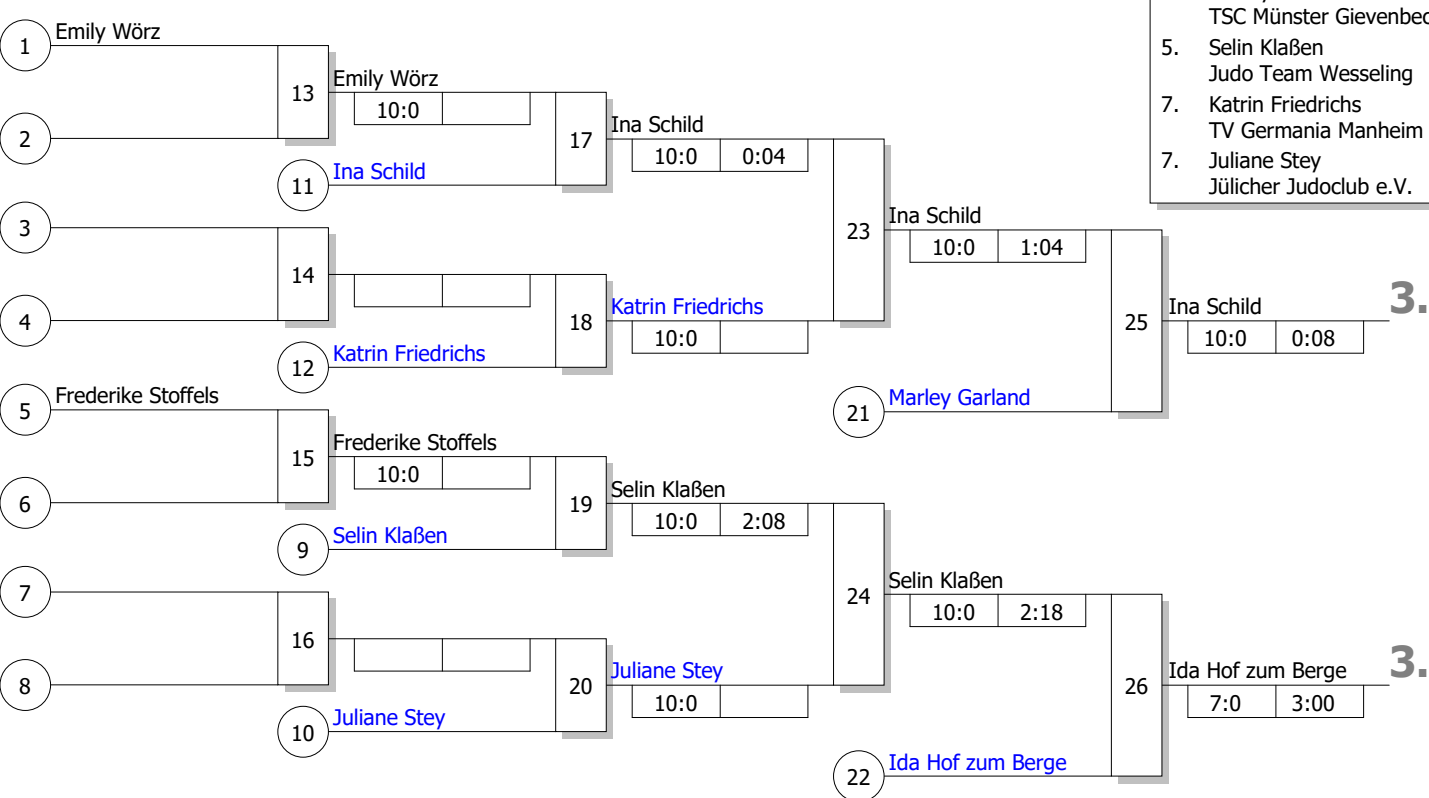 TSC Münster Gievenbec
5. Selin Klaßen
Judo Team Wesseling
7. Katrin Friedrichs
TV Germania Manheim
7. Juliane Stey
Jülicher Judoclub e.V.
1 Emily Wörz
13 Emily Wörz
10:0
2
17 Ina Schild
10:0 0:04
11 Ina Schild
3
23 Ina Schild
10:0 1:04
14
4
18 Katrin Friedrichs
10:0
12 Katrin Friedrichs
25 Ina Schild 3.
10:0 0:08
5 Frederike Stoffels
21 Marley Garland
15 Frederike Stoffels
10:0
6
19 Selin Klaßen
10:0 2:08
9 Selin Klaßen
7
24 Selin Klaßen
10:0 2:18
16
8
20 Juliane Stey
10:0
10 Juliane Stey
26 Ida Hof zum Berge 3.
7:0 3:00
22 Ida Hof zum Berge